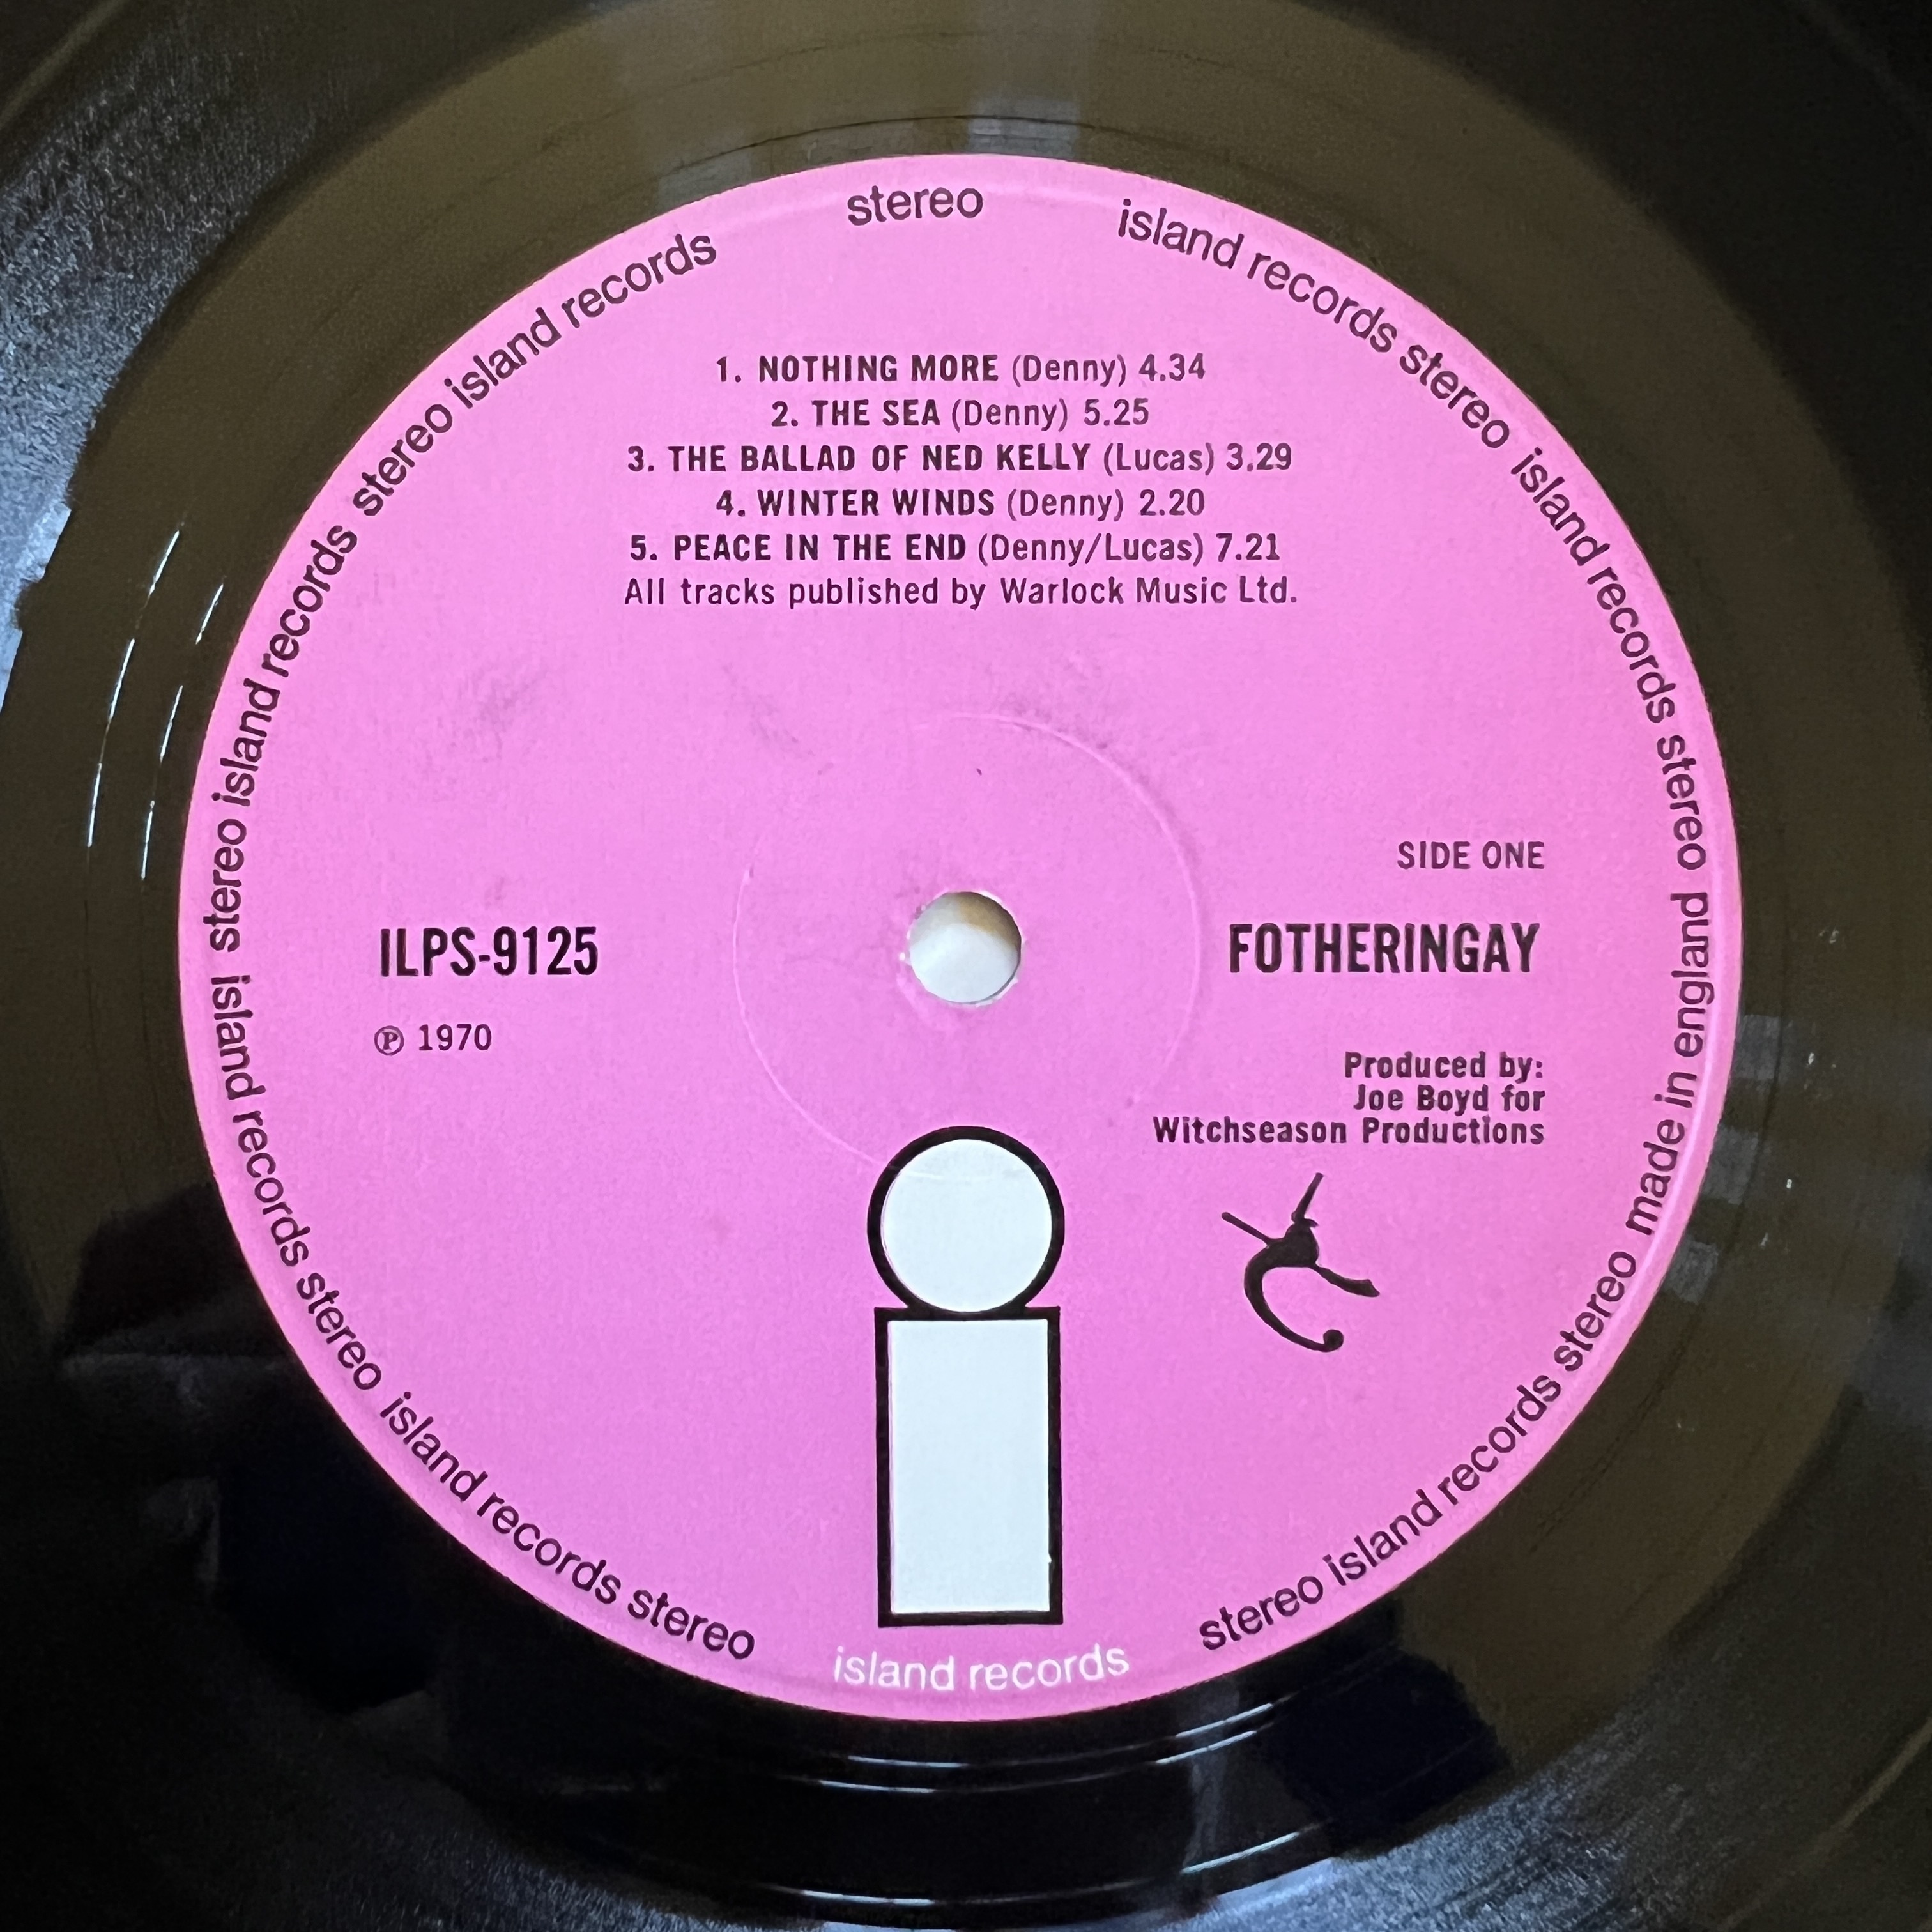 stereo
island records stereo island records stereo island records stereo made in england
1. NOTHING MORE (Denny) 4.34
2. THE SEA (Denny) 5.25
3. THE BALLAD OF NED KELLY (Lucas) 3.29
4. WINTER WINDS (Denny) 2.20
5. PEACE IN THE END (Denny/Lucas) 7.21
All tracks published by Warlock Music Ltd.
SIDE ONE
ILPS-9125
FOTHERINGAY
℗ 1970
Produced by:
Joe Boyd for
Witchseason Productions
stereo island records stereo
island records
island records stereo island records stereo
stereo island records stereo island records